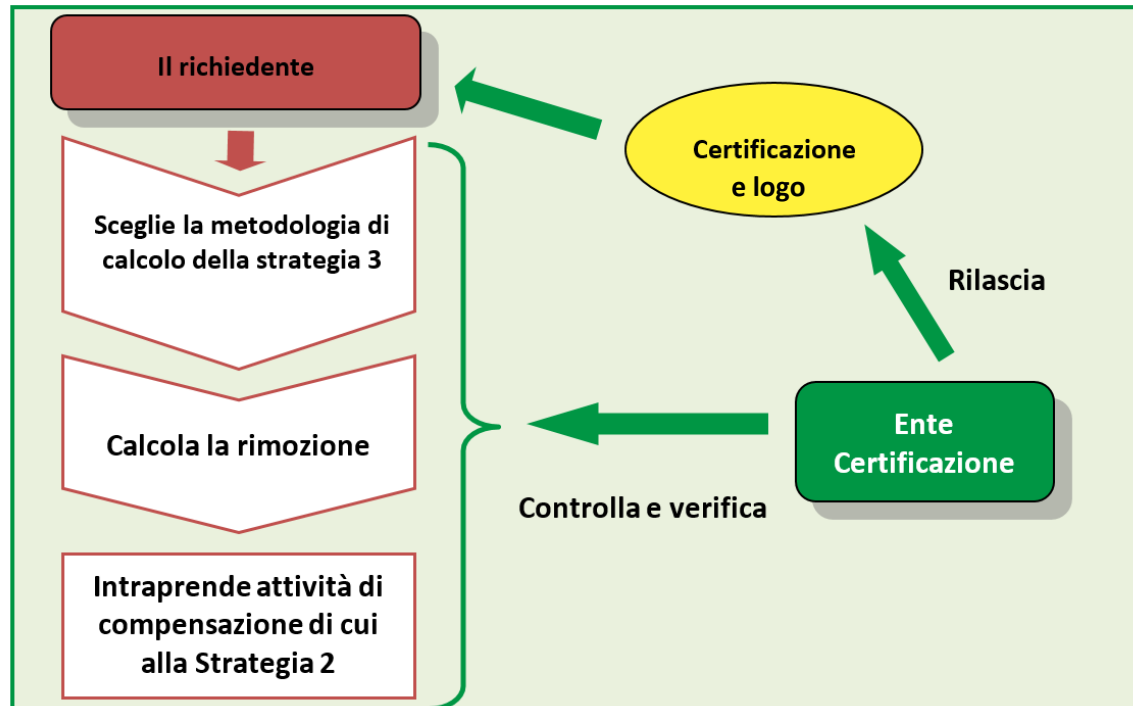 Il richiedente
Certificazione
e logo
Sceglie la metodologia di
calcolo della strategia 3
Rilascia
Calcola la rimozione
Ente
Certificazione
Controlla e verifica
Intraprende attività di
compensazione di cui
alla Strategia 2